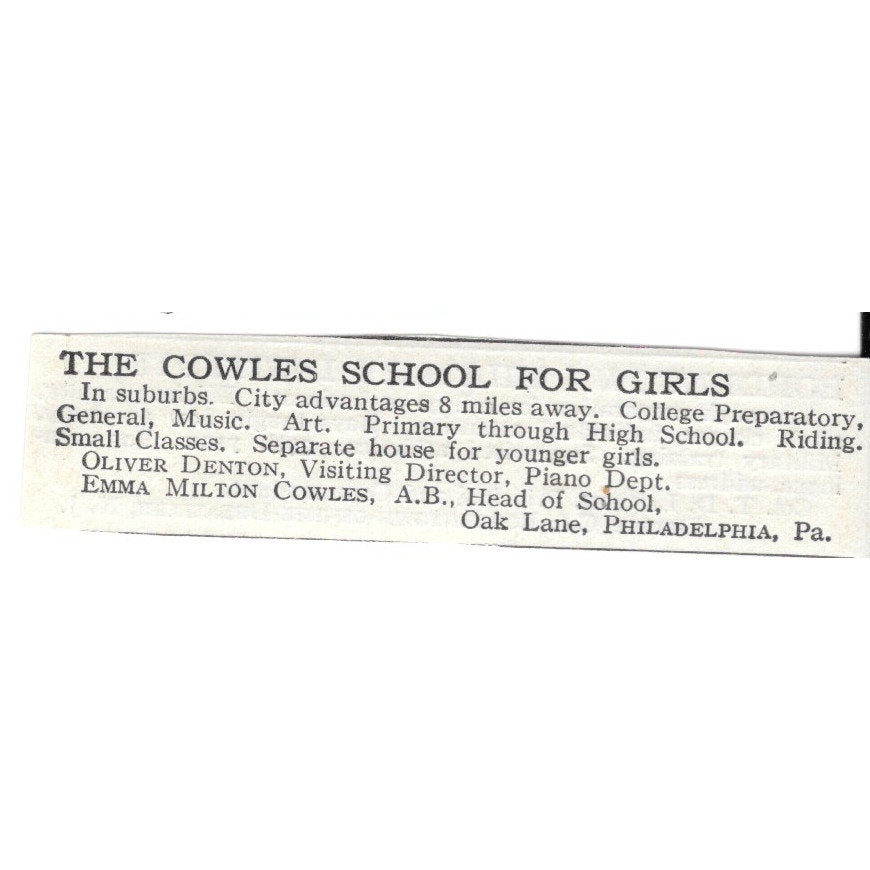 THE COWLES SCHOOL FOR GIRLS
In suburbs. City advantages 8 miles away. College Preparatory,
General, Music. Art. Primary through High School. Riding.
Small Classes. Separate house for younger girls.
OLIVER DENTON, Visiting Director, Piano Dept.
EMMA MILTON COWLES, A.B., Head of School,
Oak Lane, PHILADELPHIA, Pa.